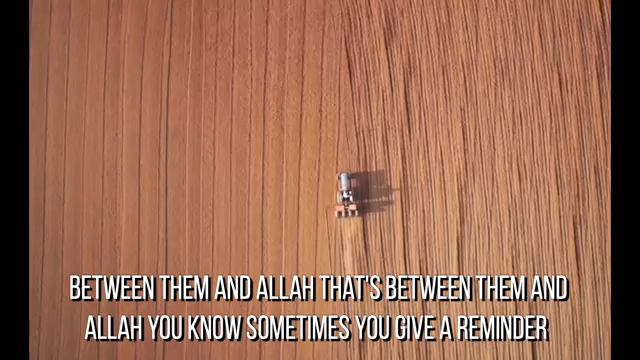 BETWEEN THEM AND ALLAH THAT'S BETWEEN THEM AND
ALLAH YOU KNOW SOMETIMES YOU GIVE A REMINDER